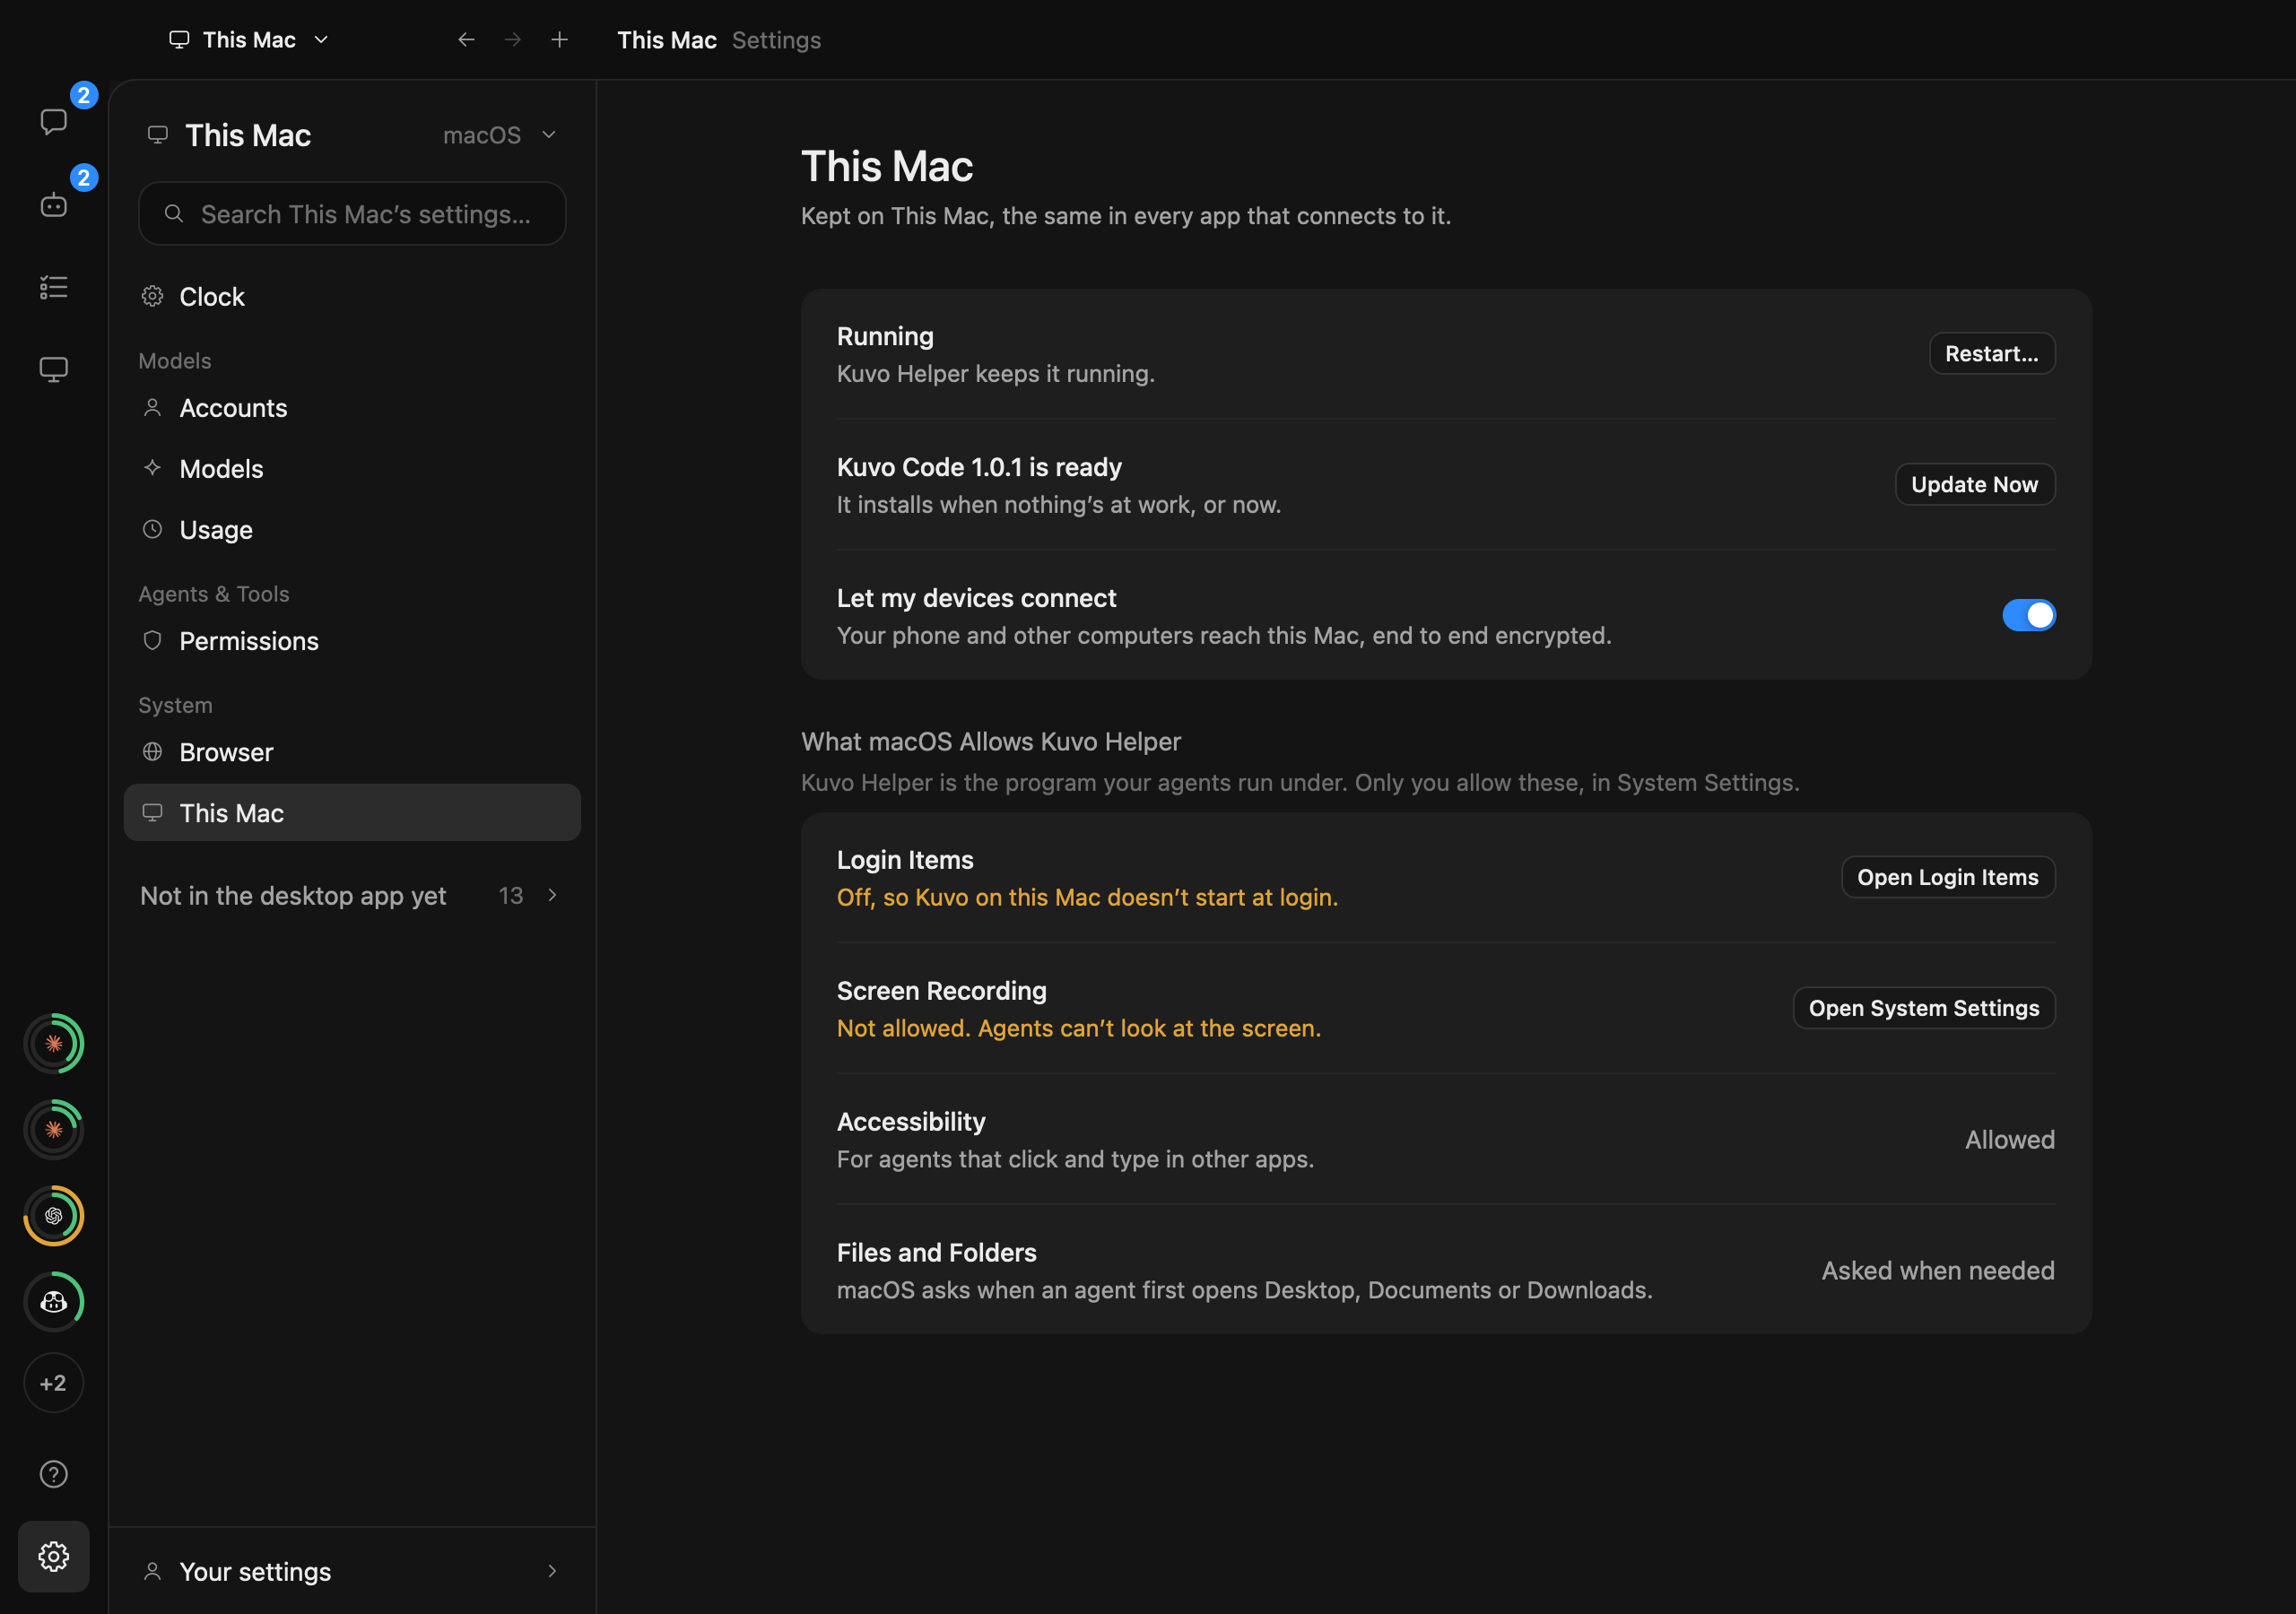 This Mac
This Mac Settings
2
2
This Mac macOS
Search This Mac’s settings...
Clock
Models
Accounts
Models
Usage
Agents & Tools
Permissions
System
Browser
This Mac
Not in the desktop app yet 13
+2
Your settings
This Mac
Kept on This Mac, the same in every app that connects to it.
Running
Kuvo Helper keeps it running.
Restart...
Kuvo Code 1.0.1 is ready
It installs when nothing’s at work, or now.
Update Now
Let my devices connect
Your phone and other computers reach this Mac, end to end encrypted.
What macOS Allows Kuvo Helper
Kuvo Helper is the program your agents run under. Only you allow these, in System Settings.
Login Items
Off, so Kuvo on this Mac doesn’t start at login.
Open Login Items
Screen Recording
Not allowed. Agents can’t look at the screen.
Open System Settings
Accessibility
For agents that click and type in other apps.
Allowed
Files and Folders
macOS asks when an agent first opens Desktop, Documents or Downloads.
Asked when needed